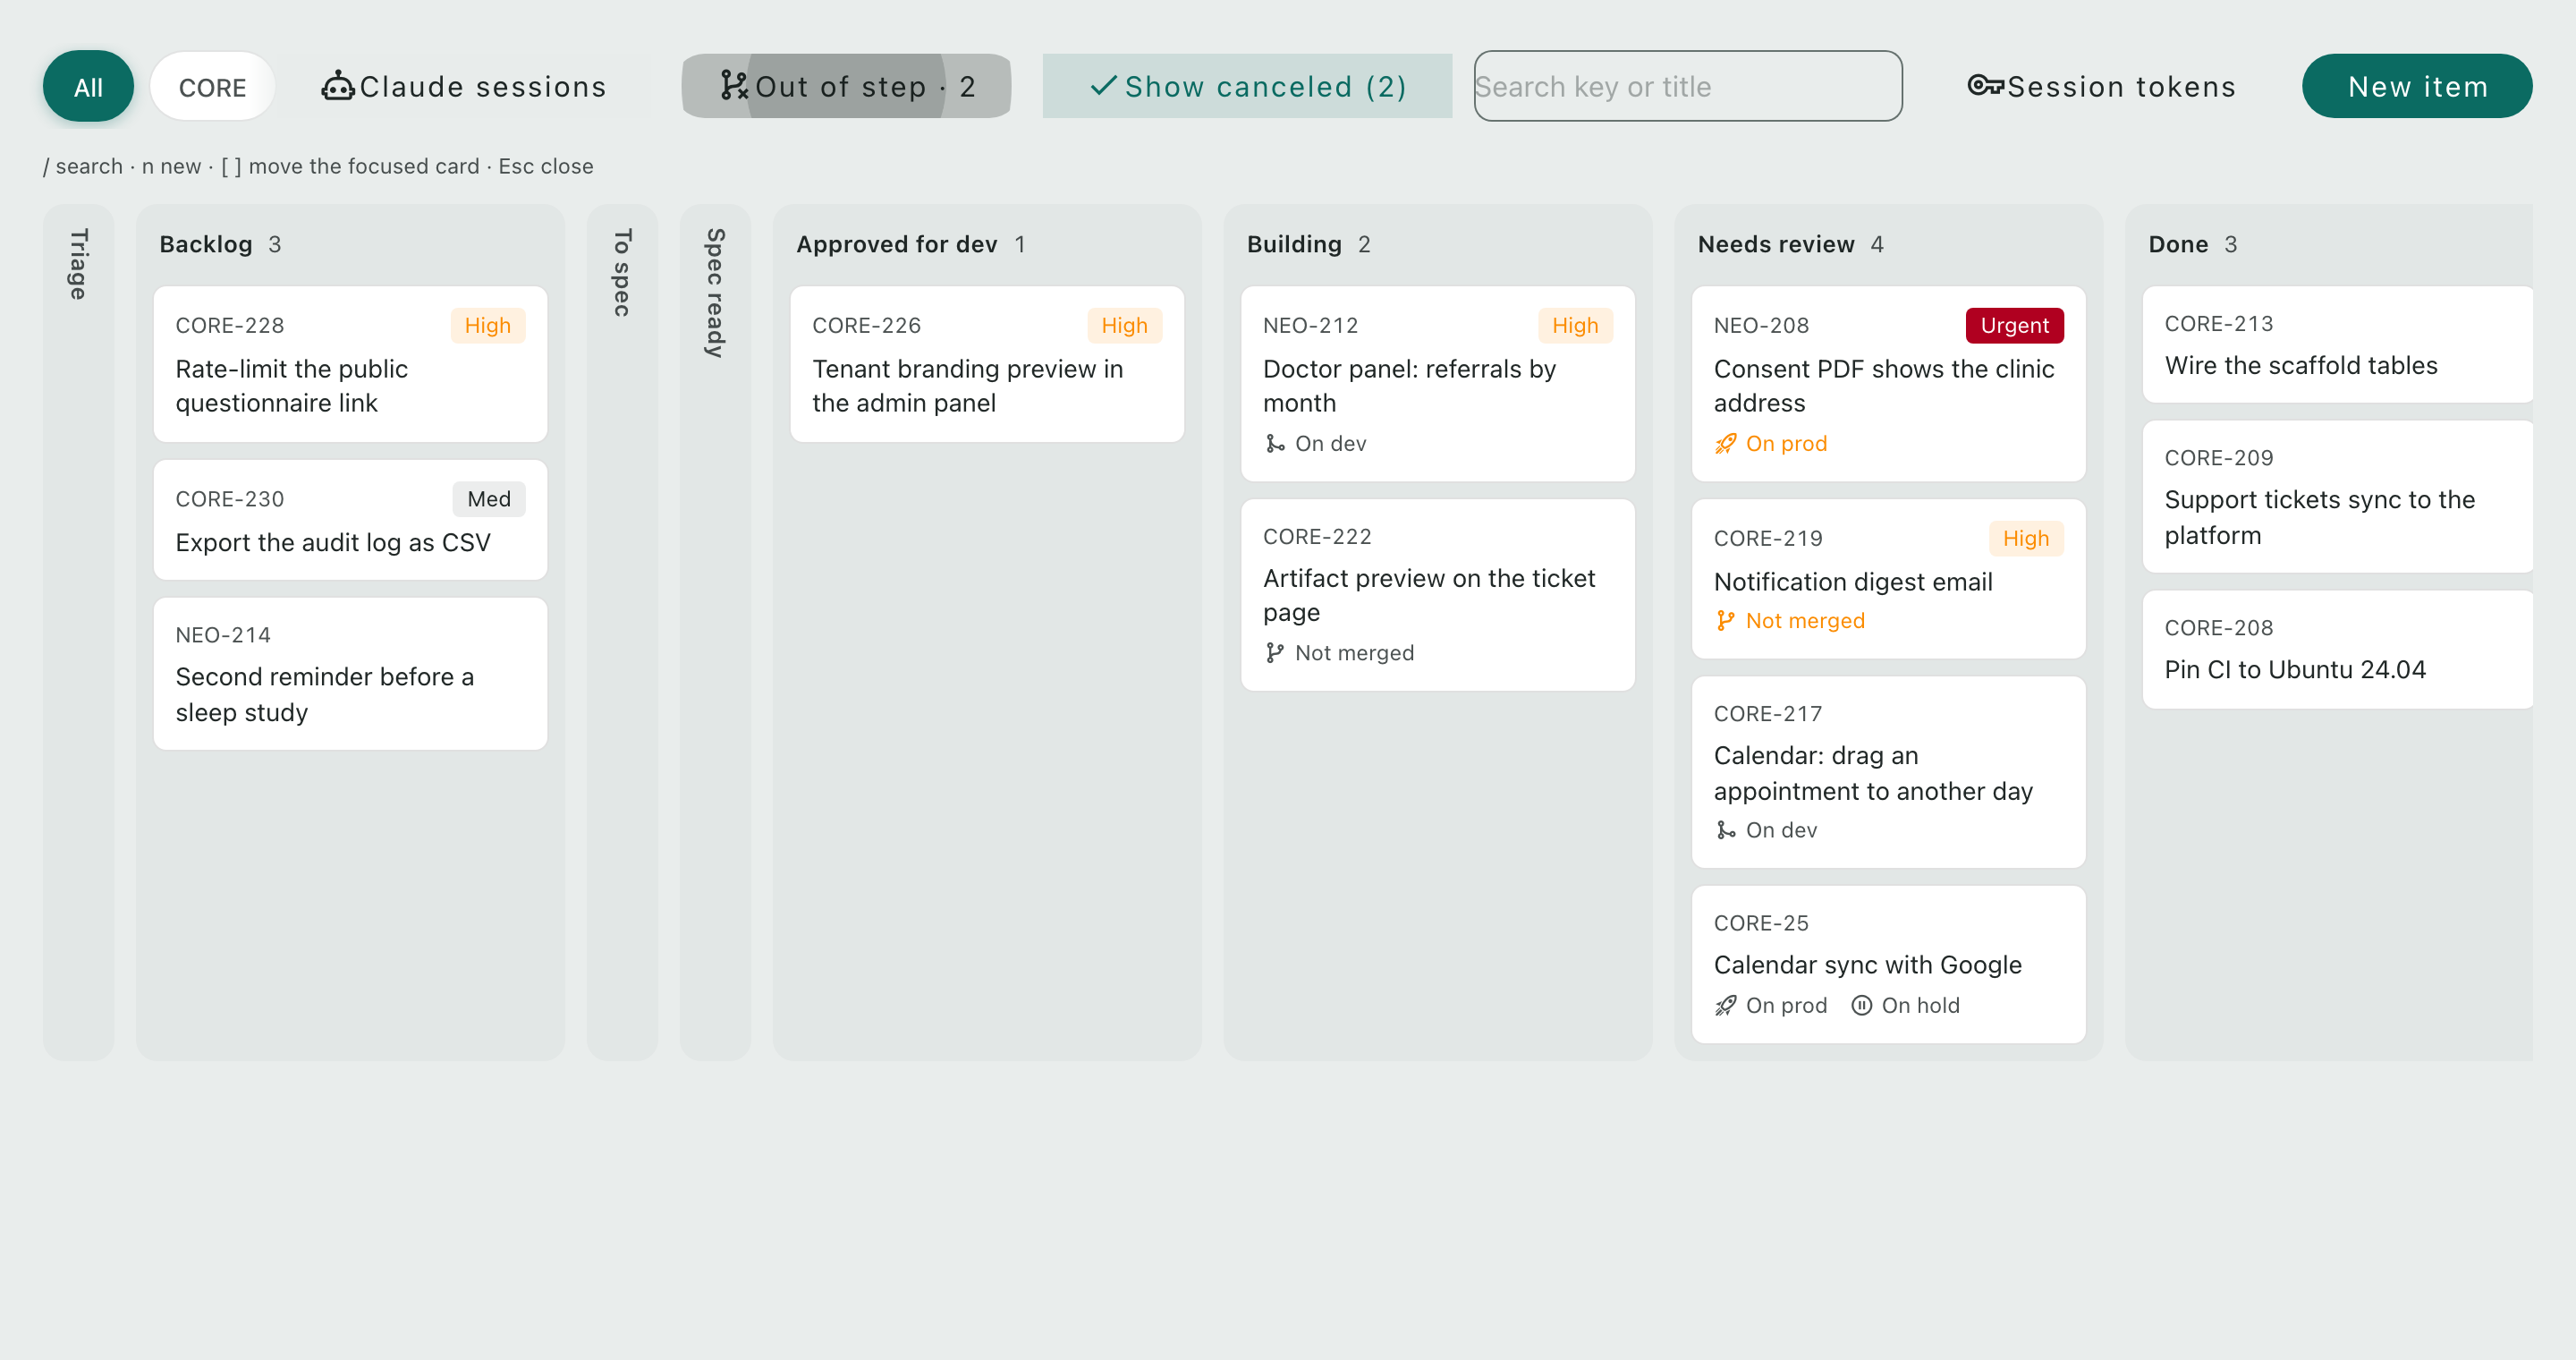 All
CORE
Claude sessions
Out of step · 2
Show canceled (2)
Search key or title
Session tokens
New item
/ search · n new · [ ] move the focused card · Esc close
Triage
Backlog 3
CORE-228 High
Rate-limit the public
questionnaire link
CORE-230 Med
Export the audit log as CSV
NEO-214
Second reminder before a
sleep study
To spec
Spec ready
Approved for dev 1
CORE-226 High
Tenant branding preview in
the admin panel
Building 2
NEO-212 High
Doctor panel: referrals by
month
On dev
CORE-222
Artifact preview on the ticket
page
Not merged
Needs review 4
NEO-208 Urgent
Consent PDF shows the clinic
address
On prod
CORE-219 High
Notification digest email
Not merged
CORE-217
Calendar: drag an
appointment to another day
On dev
CORE-25
Calendar sync with Google
On prod On hold
Done 3
CORE-213
Wire the scaffold tables
CORE-209
Support tickets sync to the
platform
CORE-208
Pin CI to Ubuntu 24.04